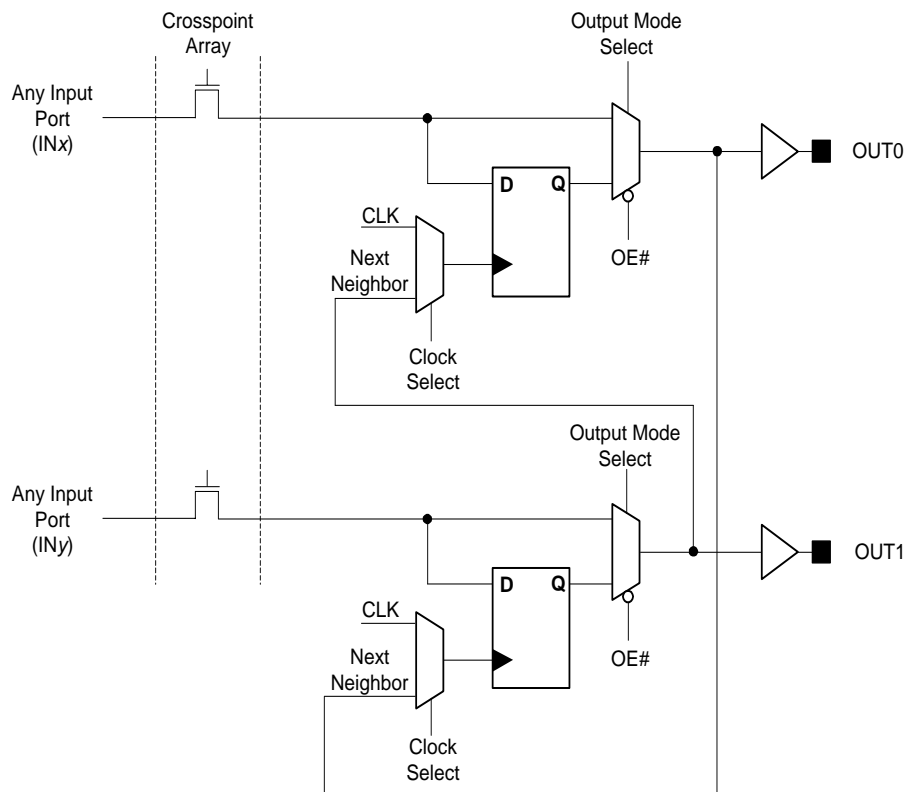 Crosspoint
Array
Output Mode
Select
Any Input
Port
(INx)
D
Q
OUT0
CLK
Next
Neighbor
OE#
Clock
Select
Output Mode
Select
Any Input
Port
(INy)
D
Q
OUT1
CLK
Next
Neighbor
OE#
Clock
Select